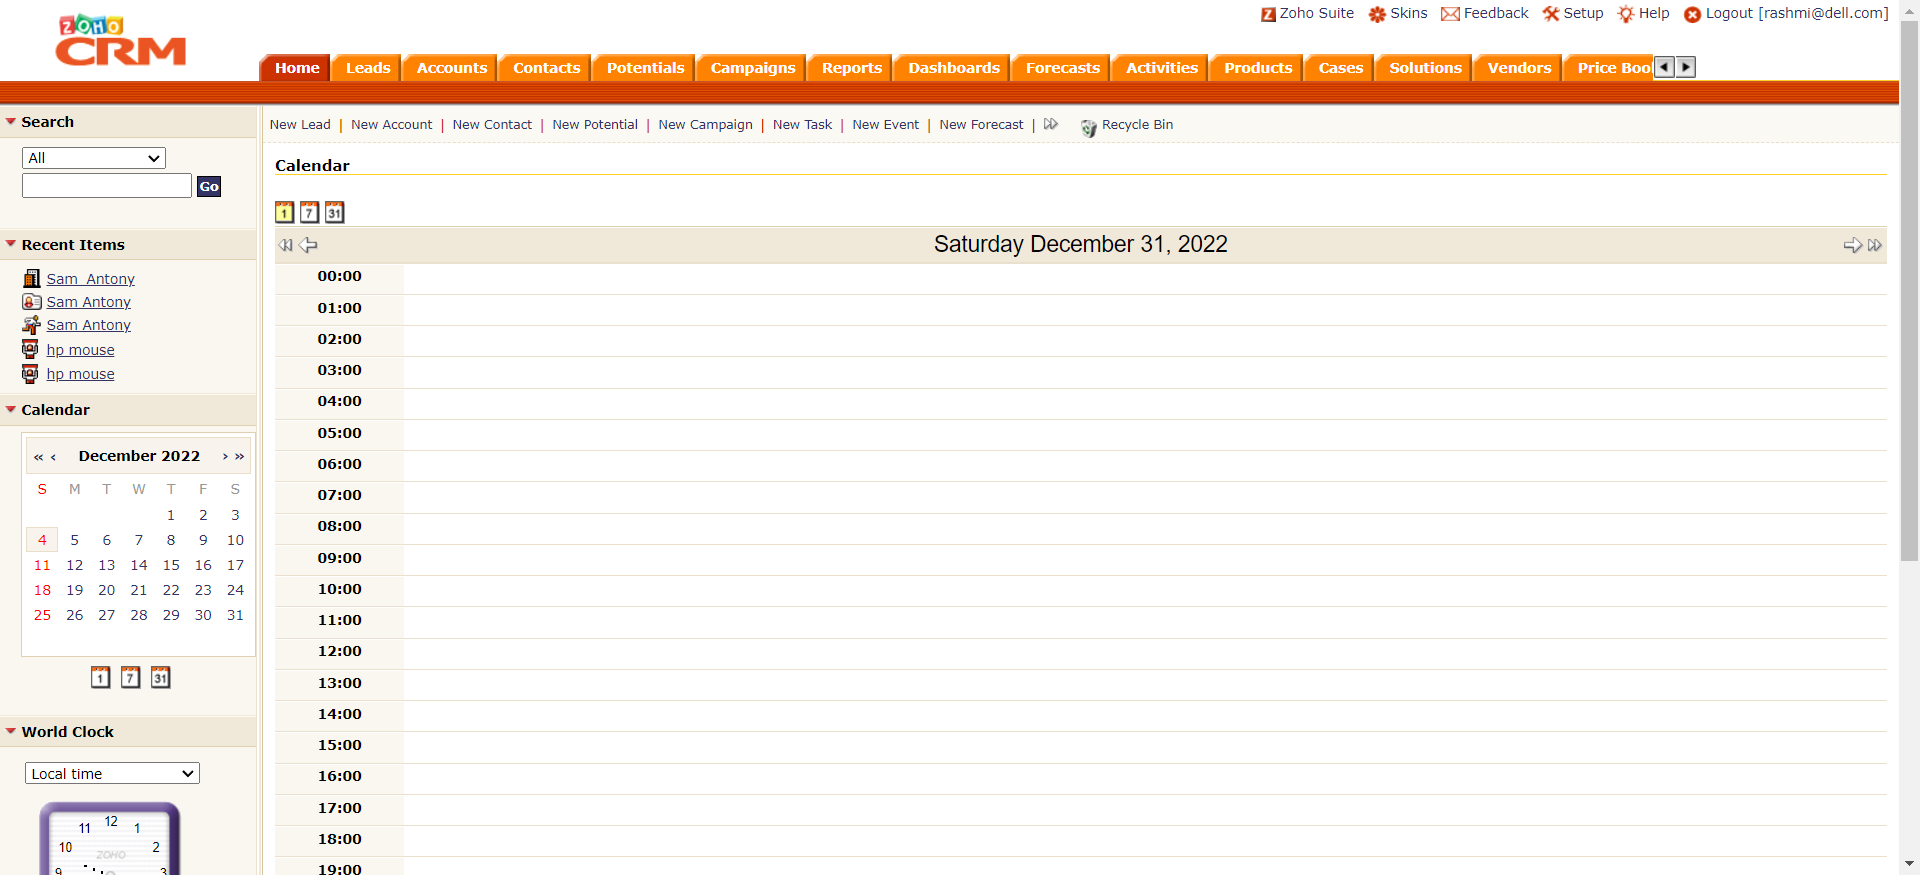 ZOHO
CRM
Zoho Suite Skins Feedback Setup Help Logout [rashmi@dell.com]
Home Leads Accounts Contacts Potentials Campaigns Reports Dashboards Forecasts Activities Products Cases Solutions Vendors Price Boo
New Lead | New Account | New Contact | New Potential | New Campaign | New Task | New Event | New Forecast | Recycle Bin
Search
All
Go
Recent Items
Sam Antony
Sam Antony
Sam Antony
hp mouse
hp mouse
Calendar
« ‹ December 2022 › »
S M T W T F S
1 2 3
4 5 6 7 8 9 10
11 12 13 14 15 16 17
18 19 20 21 22 23 24
25 26 27 28 29 30 31
1 7 31
World Clock
Local time
12
11 1
10 2
ZOHO
9 3
Calendar
1 7 31
Saturday December 31, 2022
00:00
01:00
02:00
03:00
04:00
05:00
06:00
07:00
08:00
09:00
10:00
11:00
12:00
13:00
14:00
15:00
16:00
17:00
18:00
19:00